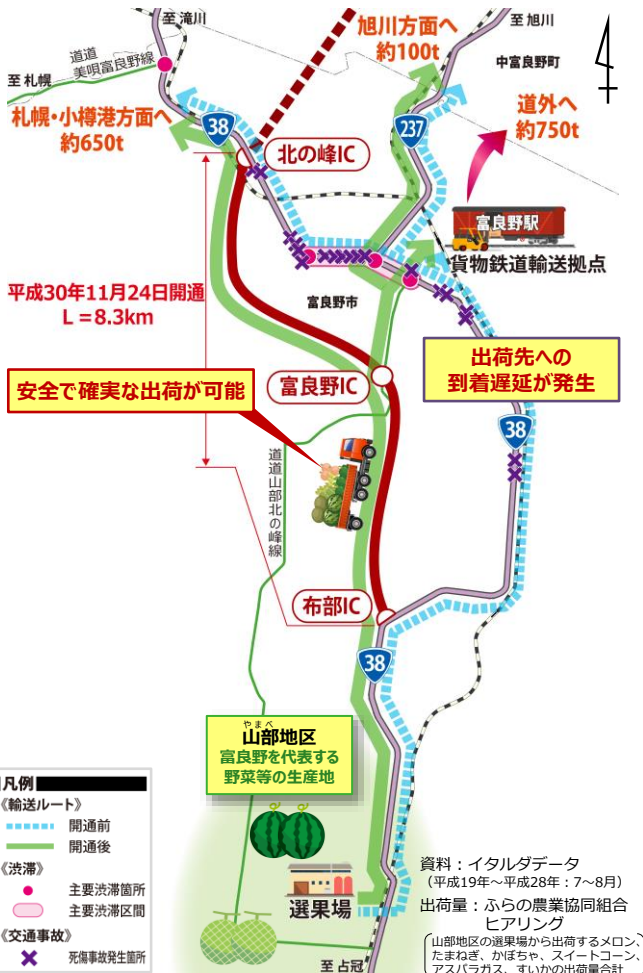 至 滝川
道道
美唄富良野線
至 札幌
札幌・小樽港方面へ
約650t
38
旭川方面へ
約100t
至 旭川
中富良野町
237
道外へ
約750t
北の峰IC
富良野駅
貨物鉄道輸送拠点
平成30年11月24日開通
L=8.3km
富良野市
出荷先への
到着遅延が発生
安全で確実な出荷が可能
富良野IC
38
道道山部北の峰線
布部IC
38
やまべ
山部地区
富良野を代表する
野菜等の生産地
凡例
《輸送ルート》
開通前
開通後
《渋滞》
主要渋滞箇所
主要渋滞区間
《交通事故》
死傷事故発生箇所
選果場
至 占冠
資料:イタルダデータ
(平成19年~平成28年:7~8月)
出荷量:ふらの農業協同組合
ヒアリング
山部地区の選果場から出荷するメロン、
たまねぎ、かぼちゃ、スイートコーン、
アスパラガス、すいかの出荷量合計